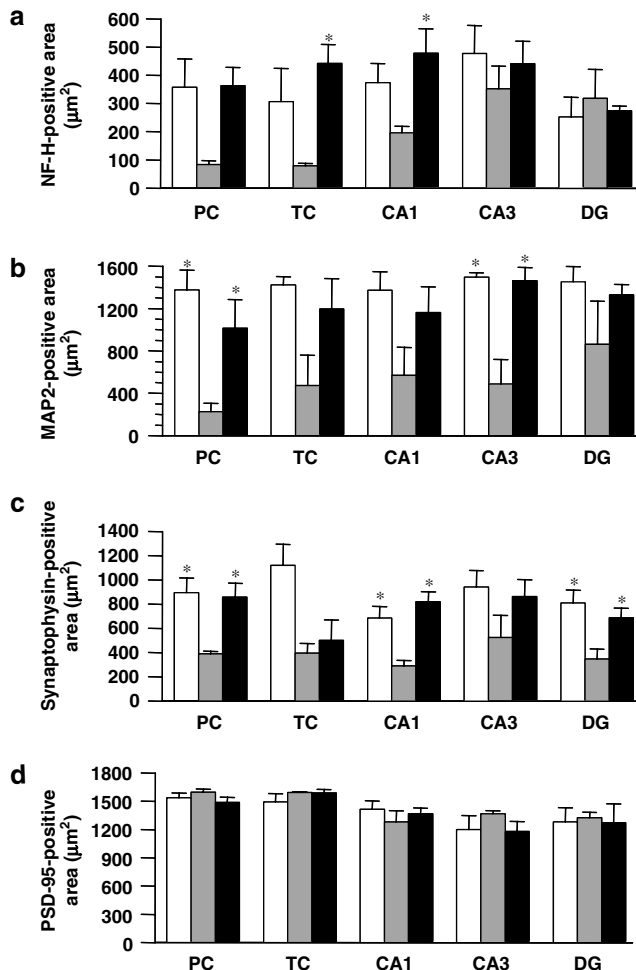 a
NF-H-positive area
(μm²)
600
500
400
300
200
100
0
* *
PC TC CA1 CA3 DG
b
MAP2-positive area
(μm²)
1600
1200
800
400
0
* * * *
PC TC CA1 CA3 DG
c
Synaptophysin-positive
area (μm²)
1400
1200
1000
800
600
400
200
0
* * * * * *
PC TC CA1 CA3 DG
d
PSD-95-positive
area (μm²)
1800
1500
1200
900
600
300
0
PC TC CA1 CA3 DG